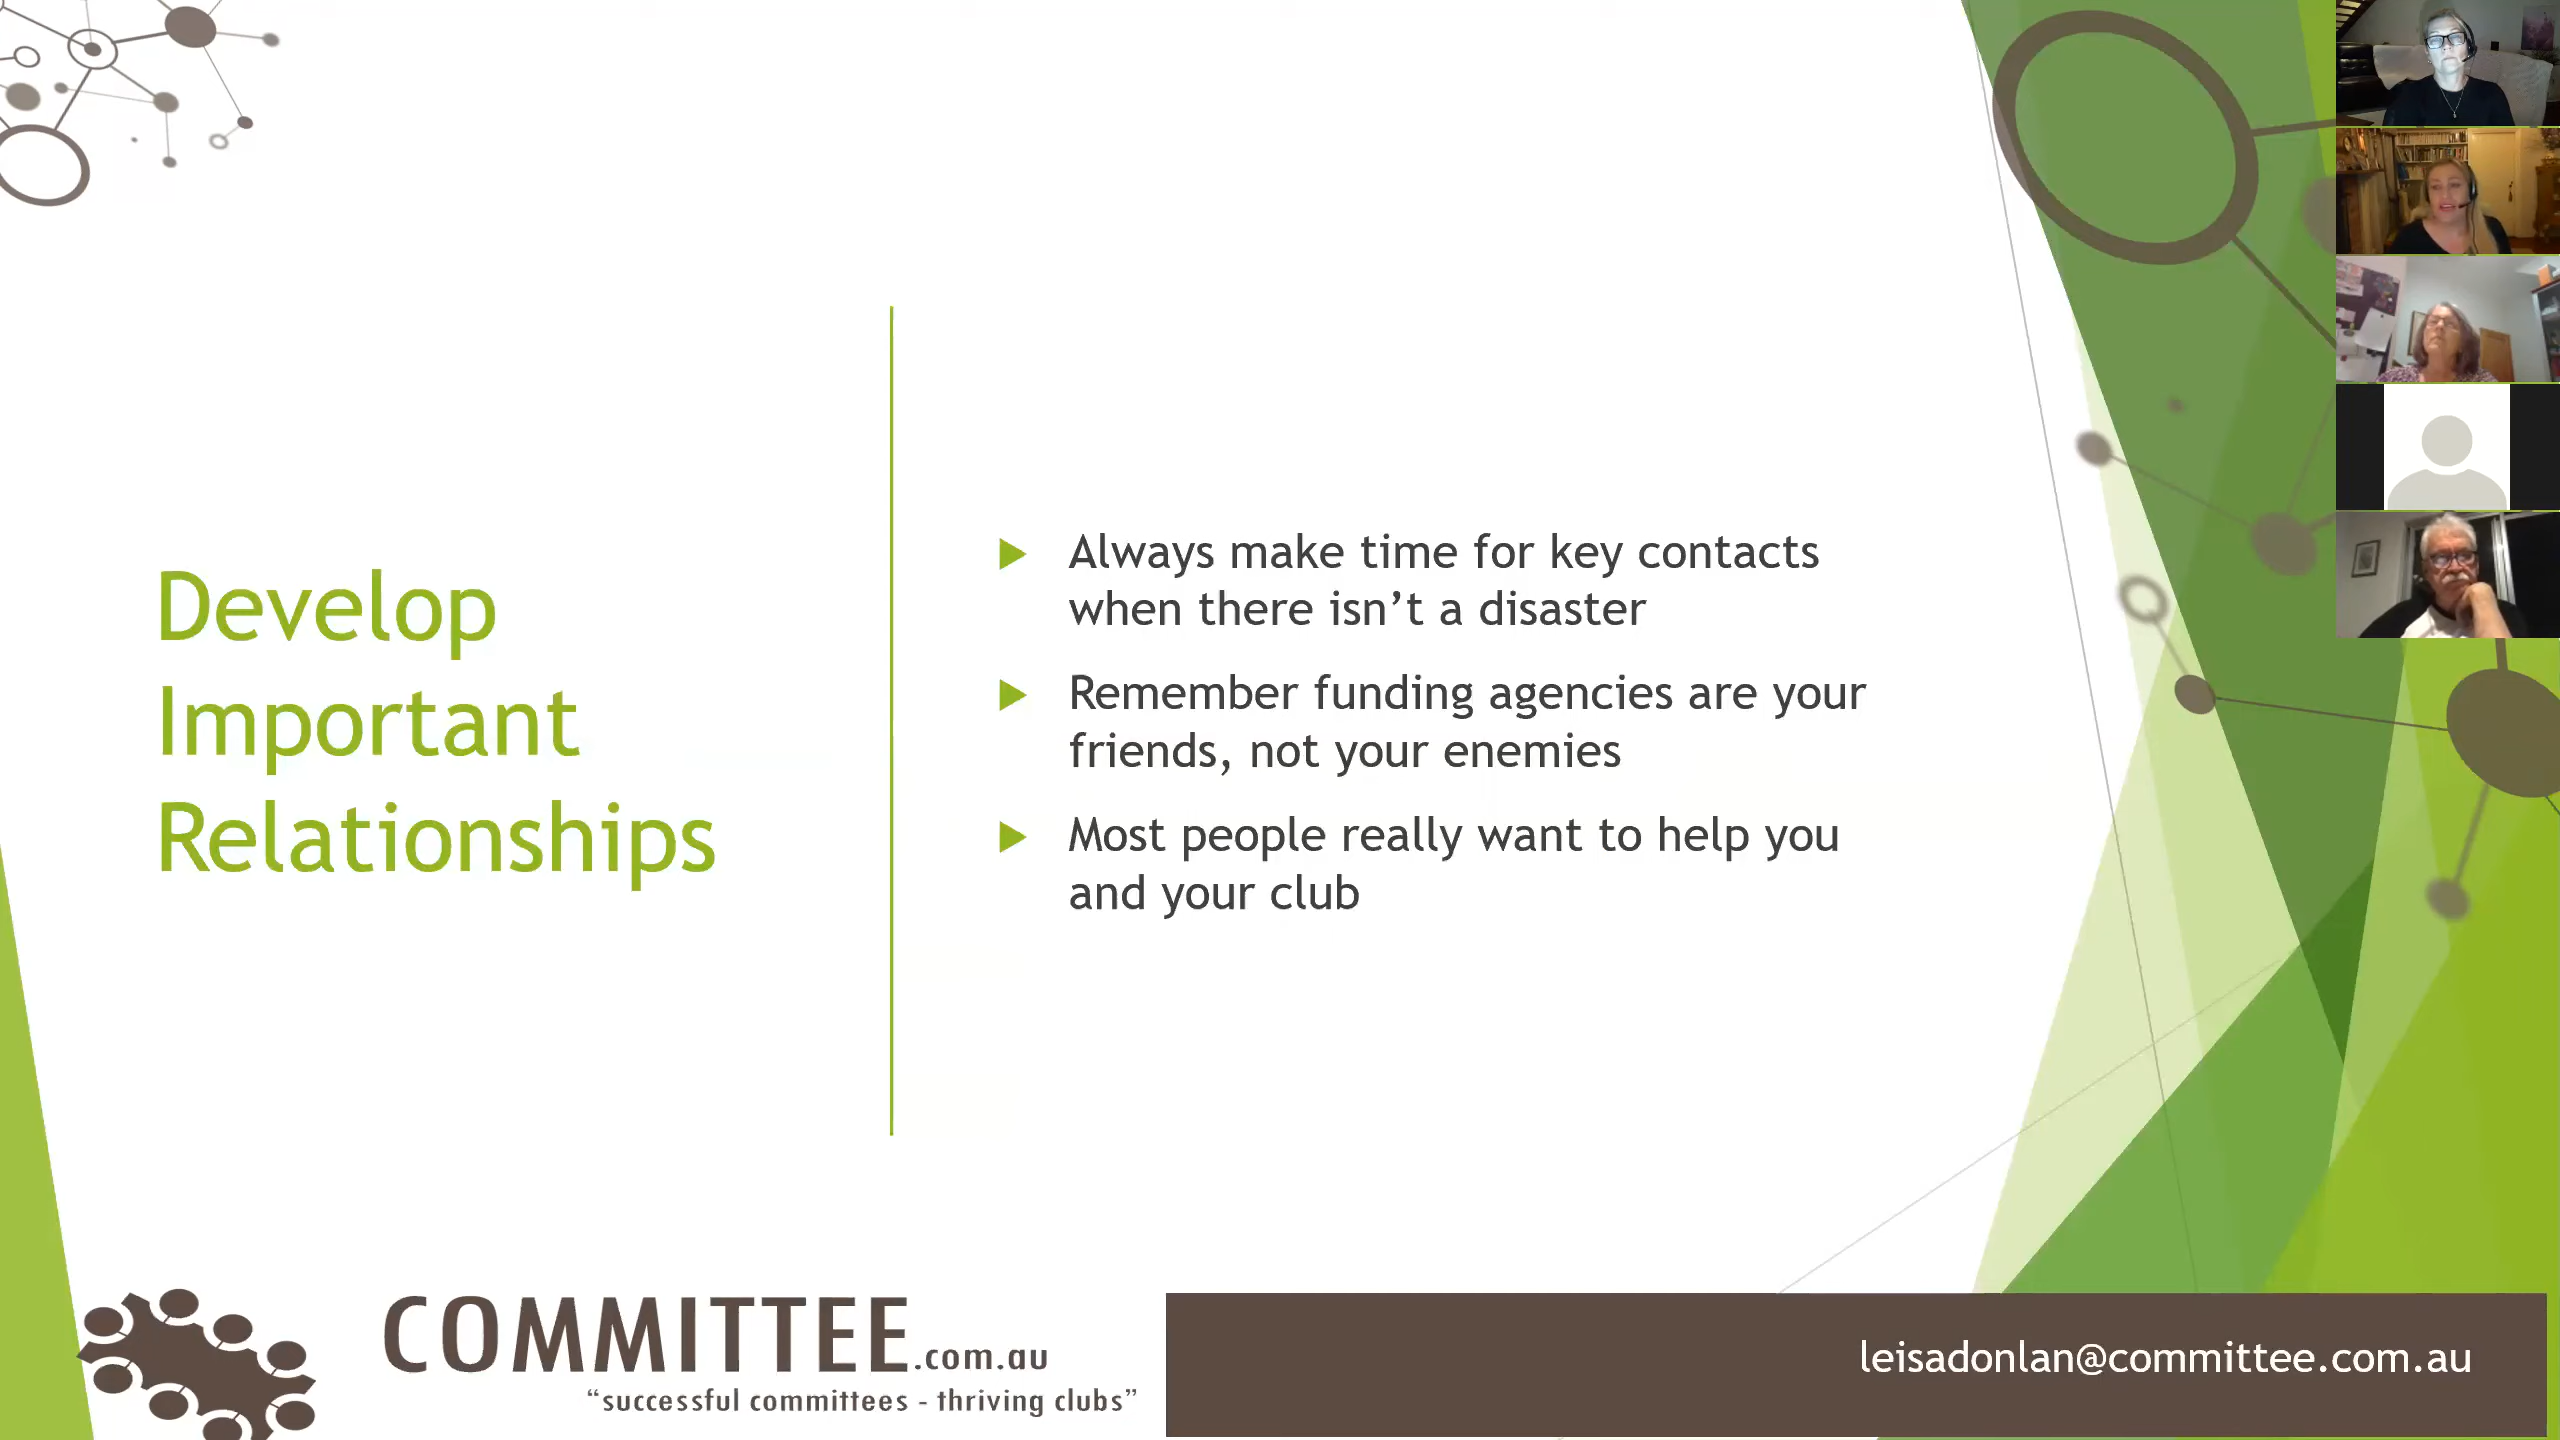 Develop
Important
Relationships
Always make time for key contacts
when there isn’t a disaster
Remember funding agencies are your
friends, not your enemies
Most people really want to help you
and your club
COMMITTEE.com.au
“successful committees - thriving clubs”
leisadonlan@committee.com.au